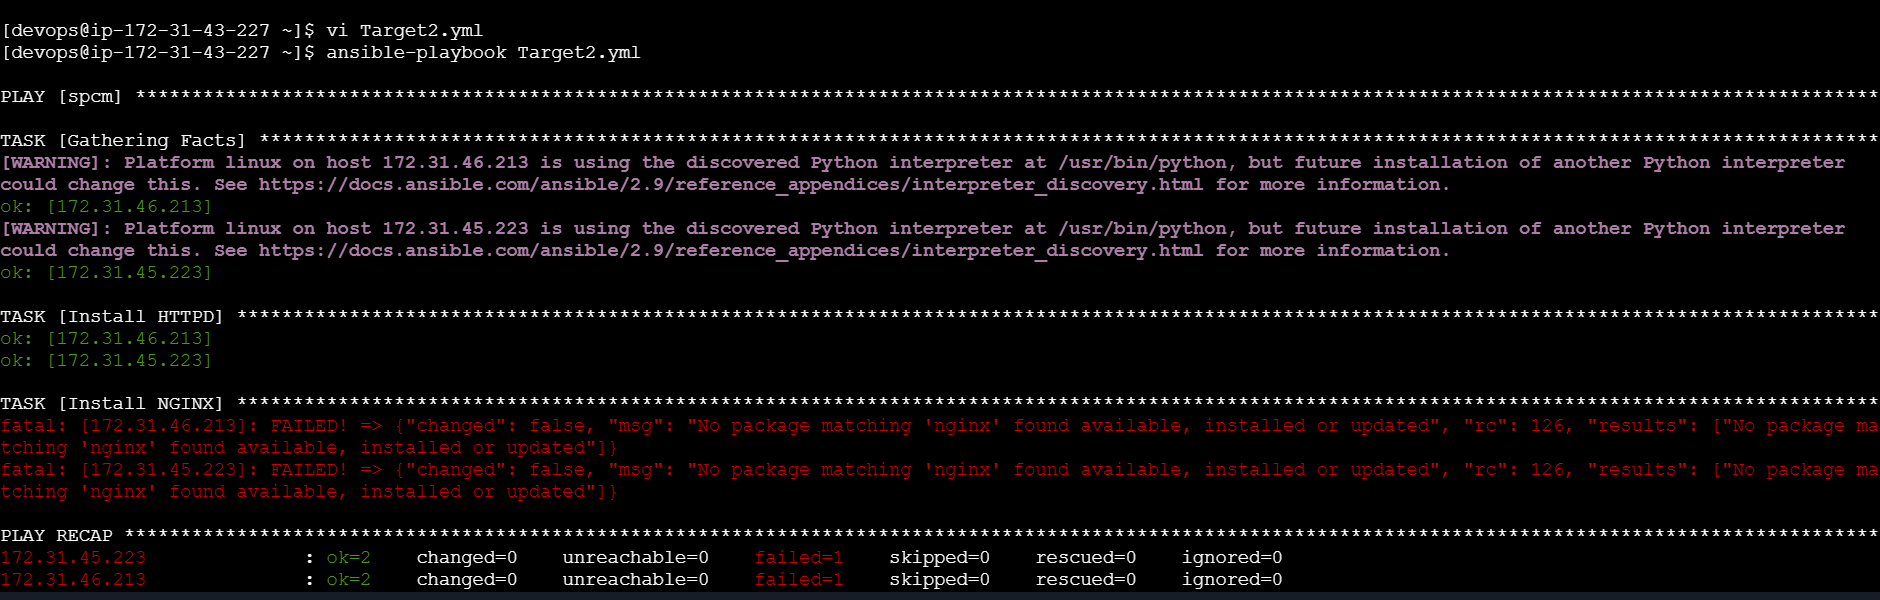 [devops@ip-172-31-43-227 ~]$ vi Target2.yml
[devops@ip-172-31-43-227 ~]$ ansible-playbook Target2.yml
PLAY [spcm] ***********************************************************************************************************************************************************
TASK [Gathering Facts] ************************************************************************************************************************************************
[WARNING]: Platform linux on host 172.31.46.213 is using the discovered Python interpreter at /usr/bin/python, but future installation of another Python interpreter
could change this. See https://docs.ansible.com/ansible/2.9/reference_appendices/interpreter_discovery.html for more information.
ok: [172.31.46.213]
[WARNING]: Platform linux on host 172.31.45.223 is using the discovered Python interpreter at /usr/bin/python, but future installation of another Python interpreter
could change this. See https://docs.ansible.com/ansible/2.9/reference_appendices/interpreter_discovery.html for more information.
ok: [172.31.45.223]
TASK [Install HTTPD] **************************************************************************************************************************************************
ok: [172.31.46.213]
ok: [172.31.45.223]
TASK [Install NGINX] **************************************************************************************************************************************************
fatal: [172.31.46.213]: FAILED! => {"changed": false, "msg": "No package matching 'nginx' found available, installed or updated", "rc": 126, "results": ["No package ma
tching 'nginx' found available, installed or updated"]}
fatal: [172.31.45.223]: FAILED! => {"changed": false, "msg": "No package matching 'nginx' found available, installed or updated", "rc": 126, "results": ["No package ma
tching 'nginx' found available, installed or updated"]}
PLAY RECAP ************************************************************************************************************************************************************
172.31.45.223 : ok=2 changed=0 unreachable=0 failed=1 skipped=0 rescued=0 ignored=0
172.31.46.213 : ok=2 changed=0 unreachable=0 failed=1 skipped=0 rescued=0 ignored=0